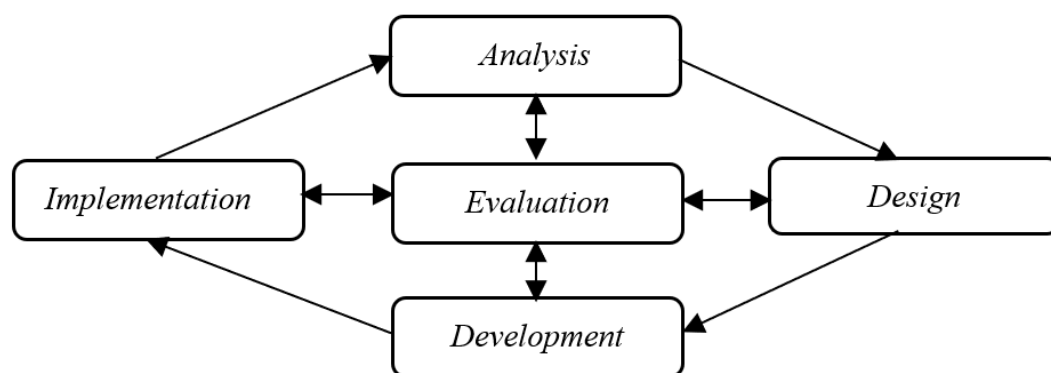 Analysis
Implementation
Evaluation
Design
Development